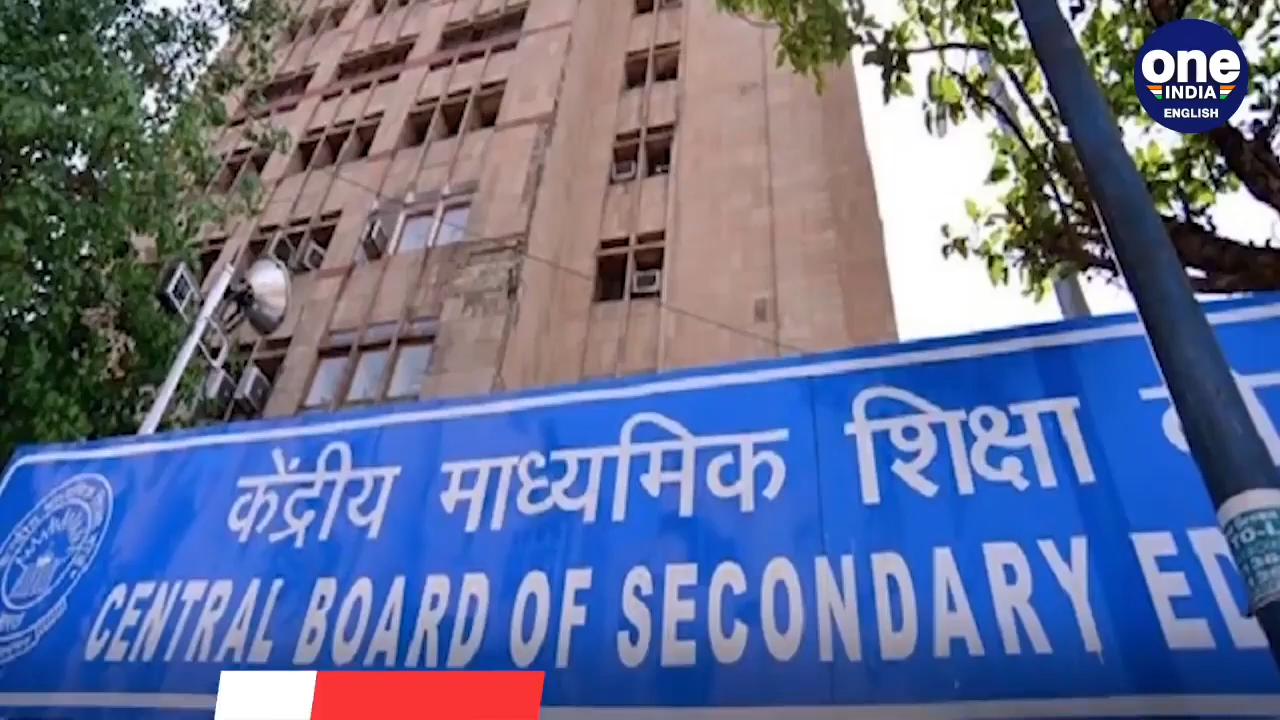 one
INDIA
ENGLISH
केंद्रीय माध्यमिक शिक्षा
CENTRAL BOARD OF SECONDARY ED